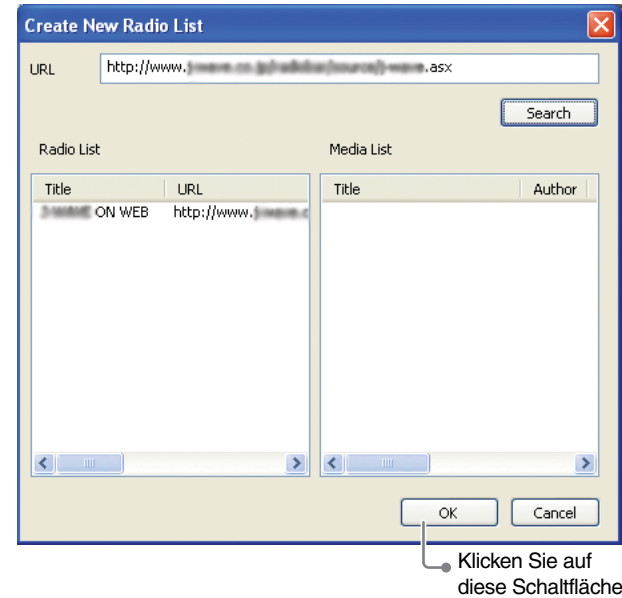 Create New Radio List
URL
http://www. .asx
Search
Radio List
Media List
Title URL
ON WEB http://www.
Title Author
OK
Cancel
Klicken Sie auf
diese Schaltfläche